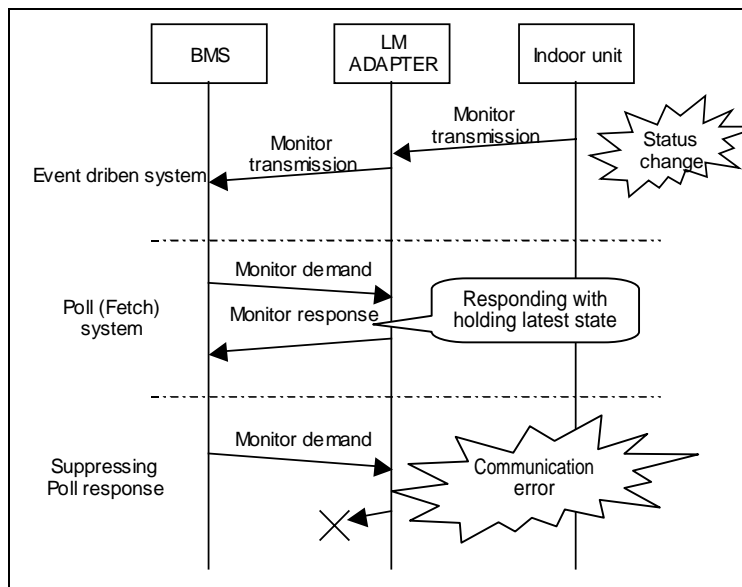 BMS
LM
ADAPTER
Indoor unit
Monitor
transmission
Status
change
Monitor
transmission
Event driben system
Monitor demand
Poll (Fetch)
system
Monitor response
Responding with
holding latest state
Monitor demand
Suppressing
Poll response
Communication
error